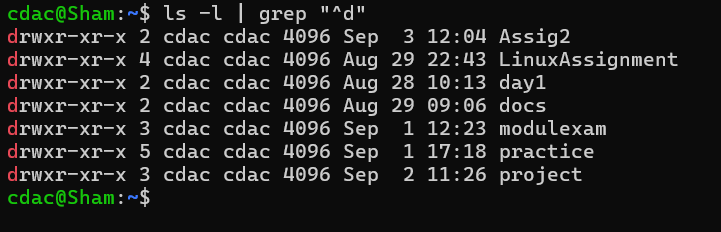 cdac@Sham:~$ ls -l | grep "^d"
drwxr-xr-x 2 cdac cdac 4096 Sep  3 12:04 Assig2
drwxr-xr-x 4 cdac cdac 4096 Aug 29 22:43 LinuxAssignment
drwxr-xr-x 2 cdac cdac 4096 Aug 28 10:13 day1
drwxr-xr-x 2 cdac cdac 4096 Aug 29 09:06 docs
drwxr-xr-x 3 cdac cdac 4096 Sep  1 12:23 modulexam
drwxr-xr-x 5 cdac cdac 4096 Sep  1 17:18 practice
drwxr-xr-x 3 cdac cdac 4096 Sep  2 11:26 project
cdac@Sham:~$